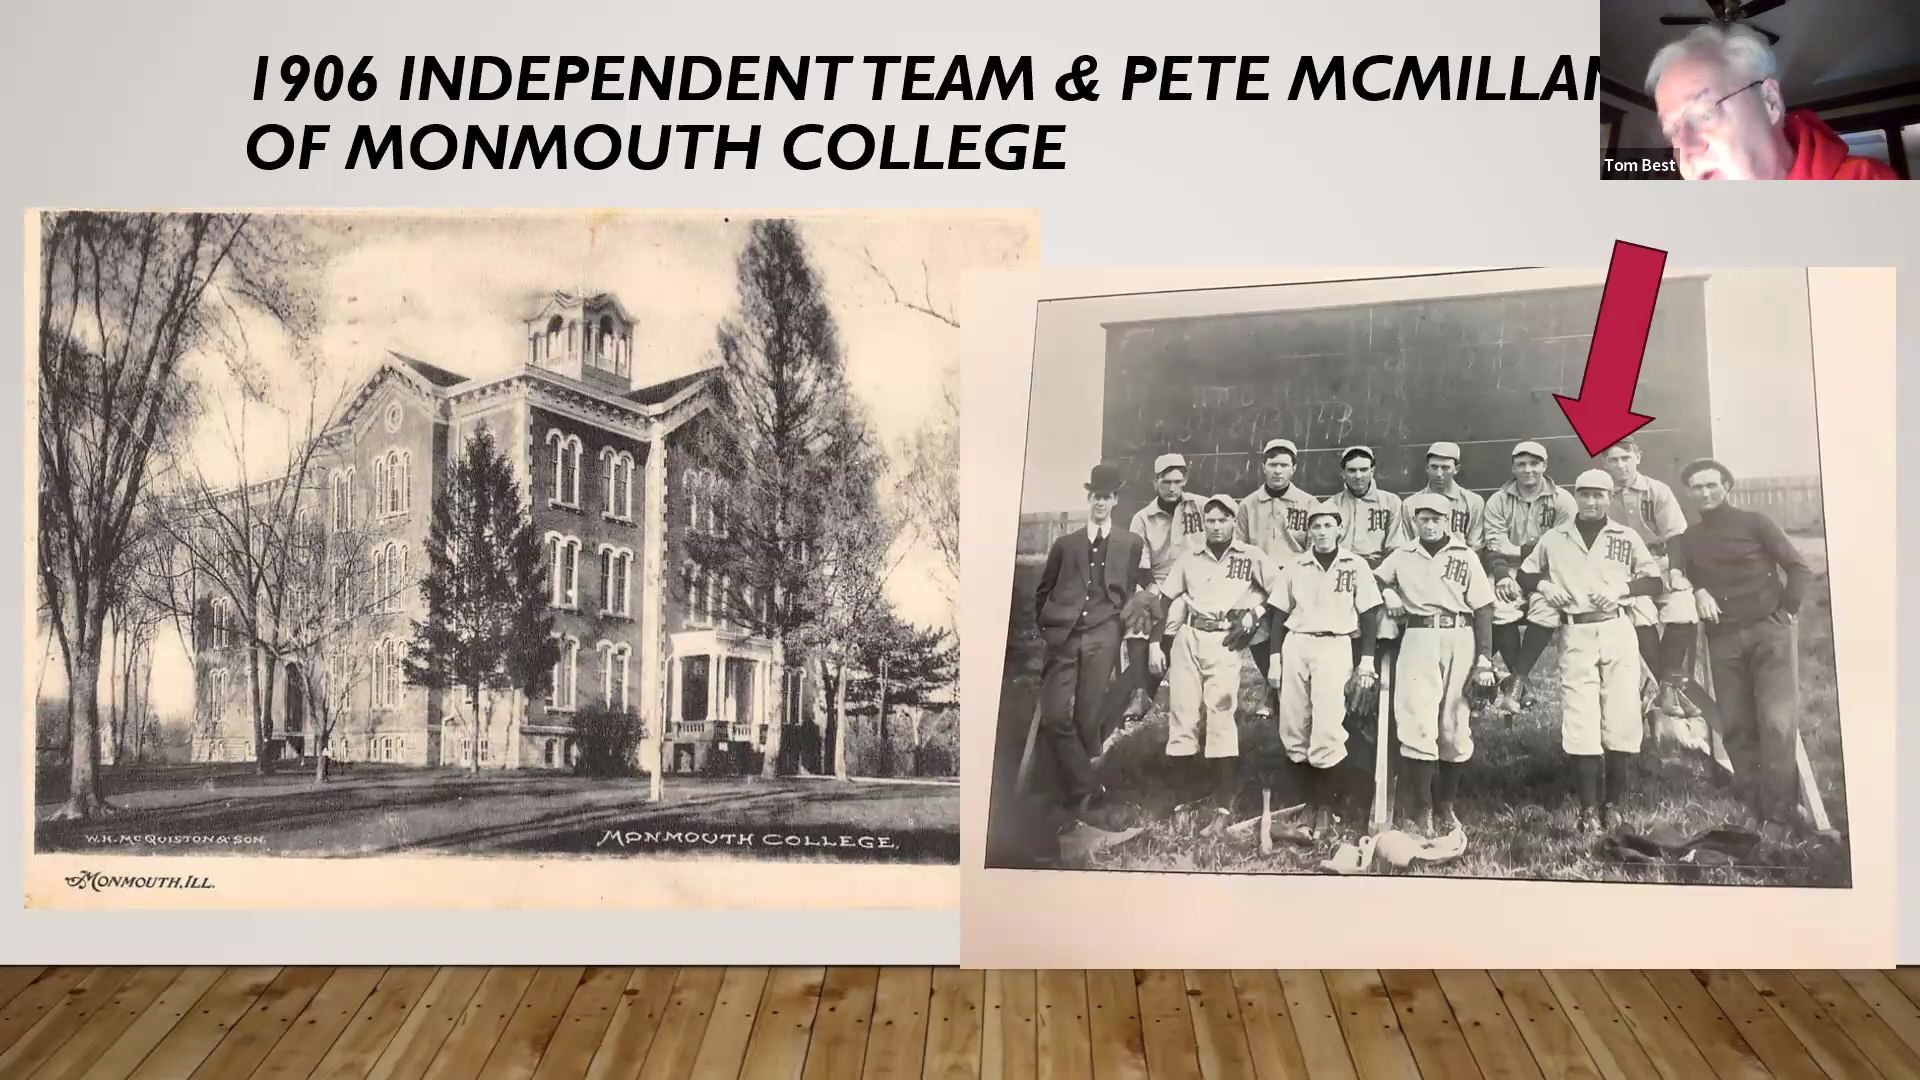 1906 INDEPENDENT TEAM & PETE MCMILLAN
OF MONMOUTH COLLEGE
Tom Best
W.H. MCQUISTON & SON.
MONMOUTH COLLEGE.
MONMOUTH, ILL.
M
M
M
M
M
M
M
M
M